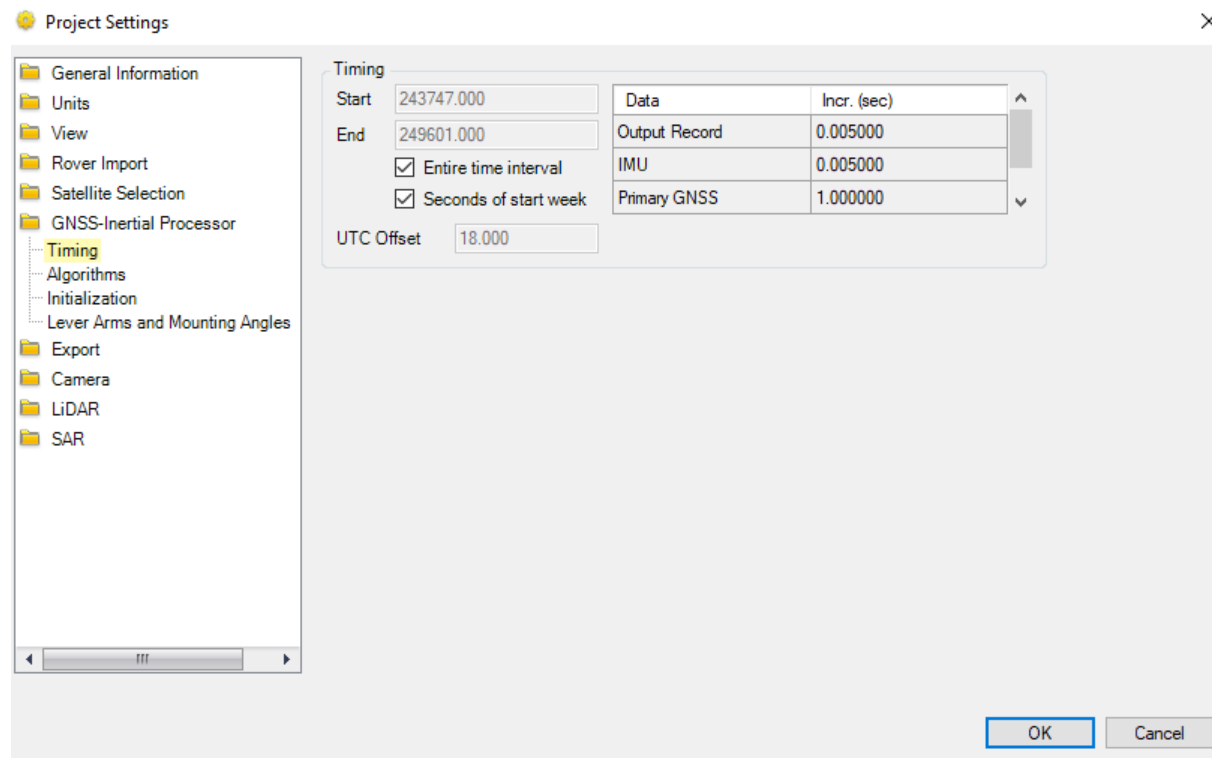 Project Settings
General Information
Units
View
Rover Import
Satellite Selection
GNSS-Inertial Processor
Timing
Algorithms
Initialization
Lever Arms and Mounting Angles
Export
Camera
LiDAR
SAR
Timing
Start 243747.000
End 249601.000
Entire time interval
Seconds of start week
UTC Offset 18.000
Data Incr. (sec)
Output Record 0.005000
IMU 0.005000
Primary GNSS 1.000000
OK Cancel